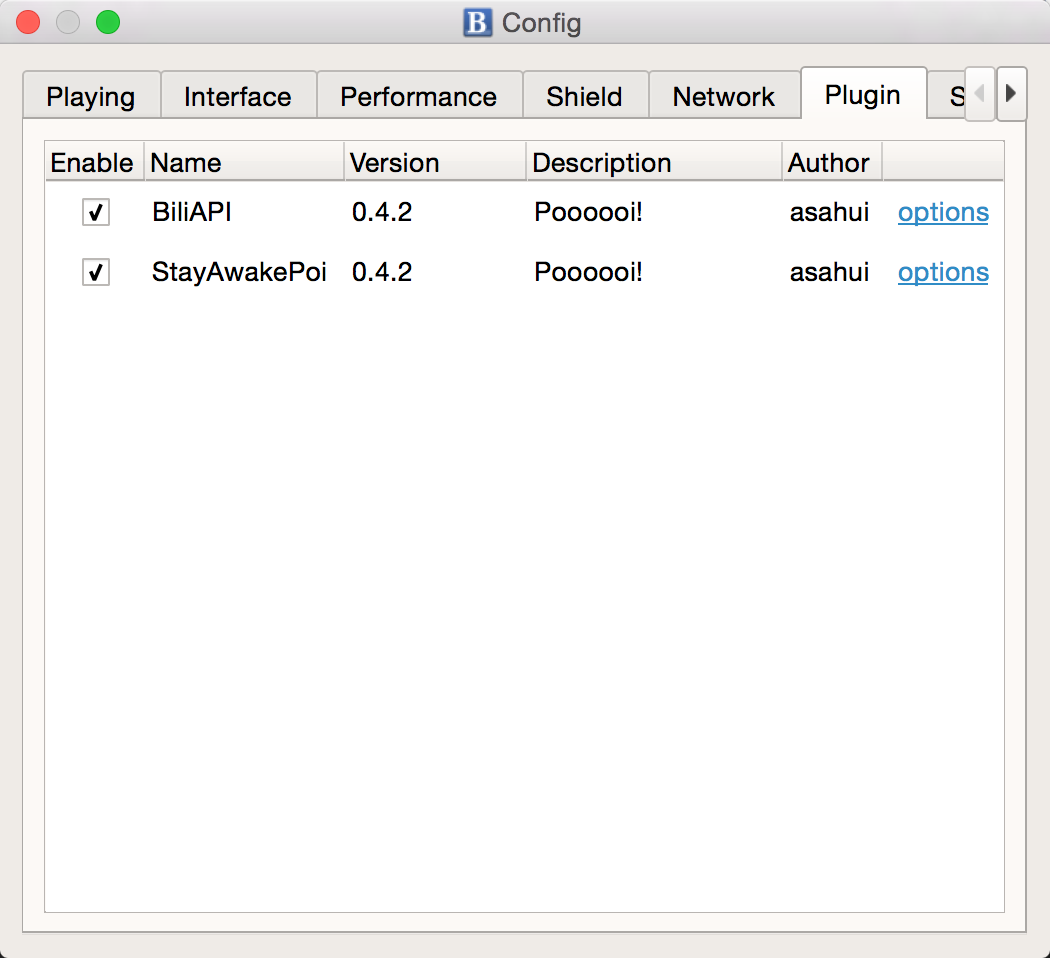 B Config
Playing Interface Performance Shield Network Plugin S
Enable Name Version Description Author
BiliAPI 0.4.2 Poooooi! asahui options
StayAwakePoi 0.4.2 Poooooi! asahui options